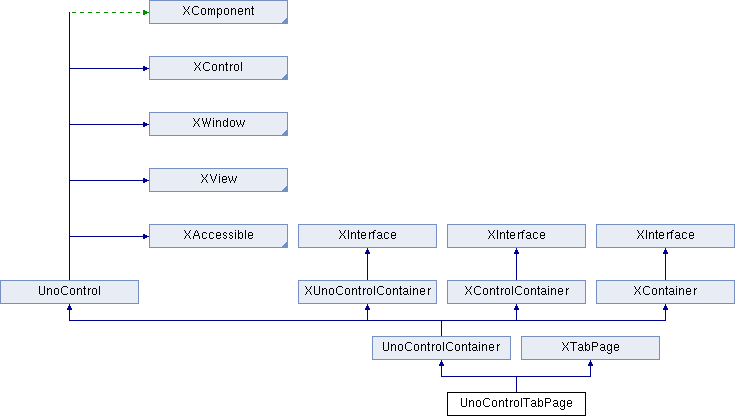 XComponent
XControl
XWindow
XView
XAccessible
XInterface
XInterface
XInterface
UnoControl
XUnoControlContainer
XControlContainer
XContainer
UnoControlContainer
XTabPage
UnoControlTabPage